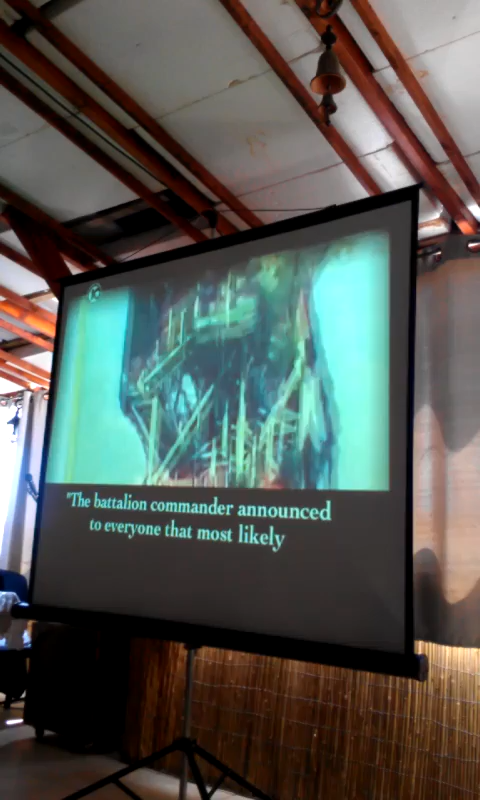 "The battalion commander announced
to everyone that most likely